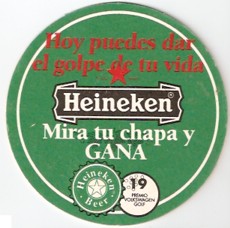 Hoy puedes dar
el golpe de tu vida
Heineken®
Mira tu chapa y
GANA
Heineken
Beer
19
PREMIO
VOLKSWAGEN
GOLF